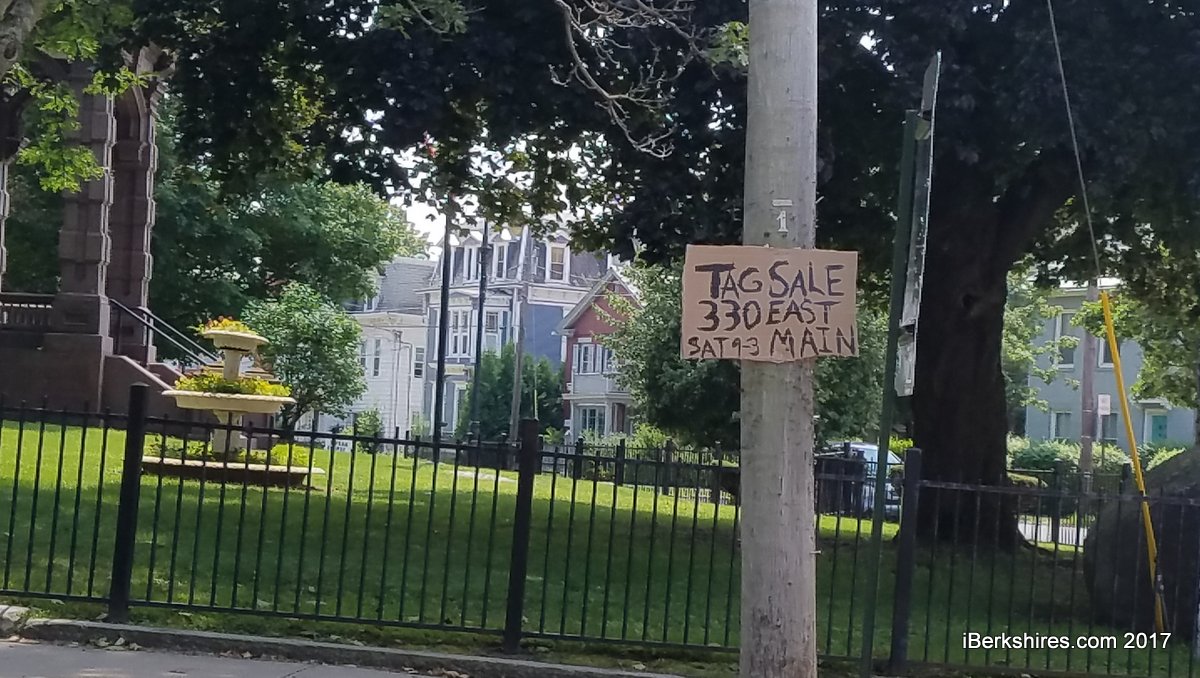 1
TAG SALE
330 EAST
SAT 9-3 MAIN
iBerkshires.com 2017